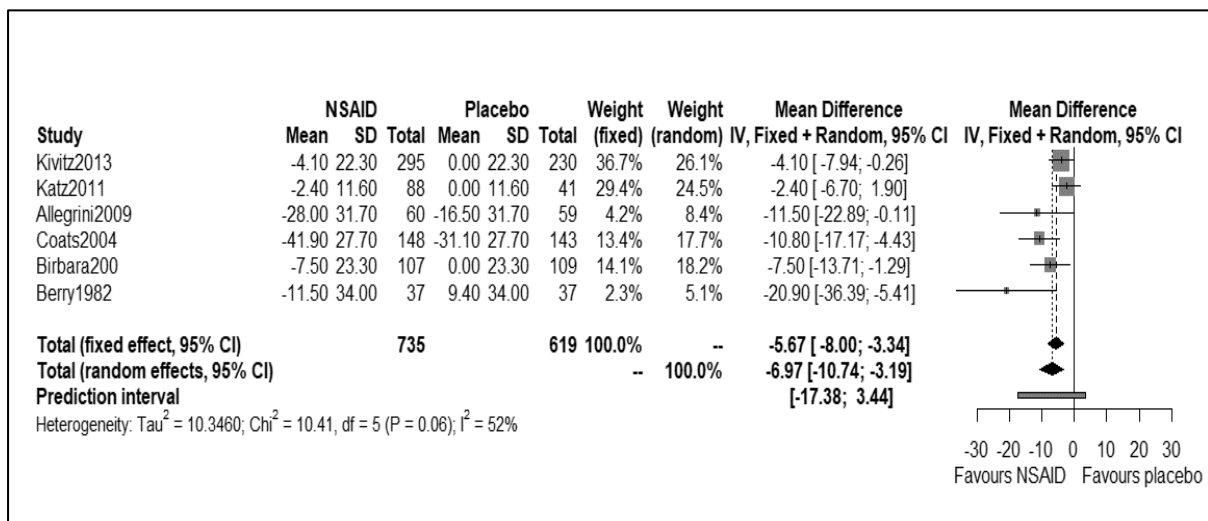 NSAID Placebo Weight Weight Mean Difference Mean Difference
Study Mean SD Total Mean SD Total (fixed) (random) IV, Fixed + Random, 95% CI IV, Fixed + Random, 95% CI
Kivitz2013 -4.10 22.30 295 0.00 22.30 230 36.7% 26.1% -4.10 [-7.94; -0.26]
Katz2011 -2.40 11.60 88 0.00 11.60 41 29.4% 24.5% -2.40 [-6.70; 1.90]
Allegrini2009 -28.00 31.70 60 -16.50 31.70 59 4.2% 8.4% -11.50 [-22.89; -0.11]
Coats2004 -41.90 27.70 148 -31.10 27.70 143 13.4% 17.7% -10.80 [-17.17; -4.43]
Birbara200 -7.50 23.30 107 0.00 23.30 109 14.1% 18.2% -7.50 [-13.71; -1.29]
Berry1982 -11.50 34.00 37 9.40 34.00 37 2.3% 5.1% -20.90 [-36.39; -5.41]
Total (fixed effect, 95% CI) 735 619 100.0% -- -5.67 [ -8.00; -3.34]
Total (random effects, 95% CI) -- 100.0% -6.97 [-10.74; -3.19]
Prediction interval [-17.38; 3.44]
Heterogeneity: Tau² = 10.3460; Chi² = 10.41, df = 5 (P = 0.06); I² = 52%
-30 -20 -10 0 10 20 30
Favours NSAID Favours placebo